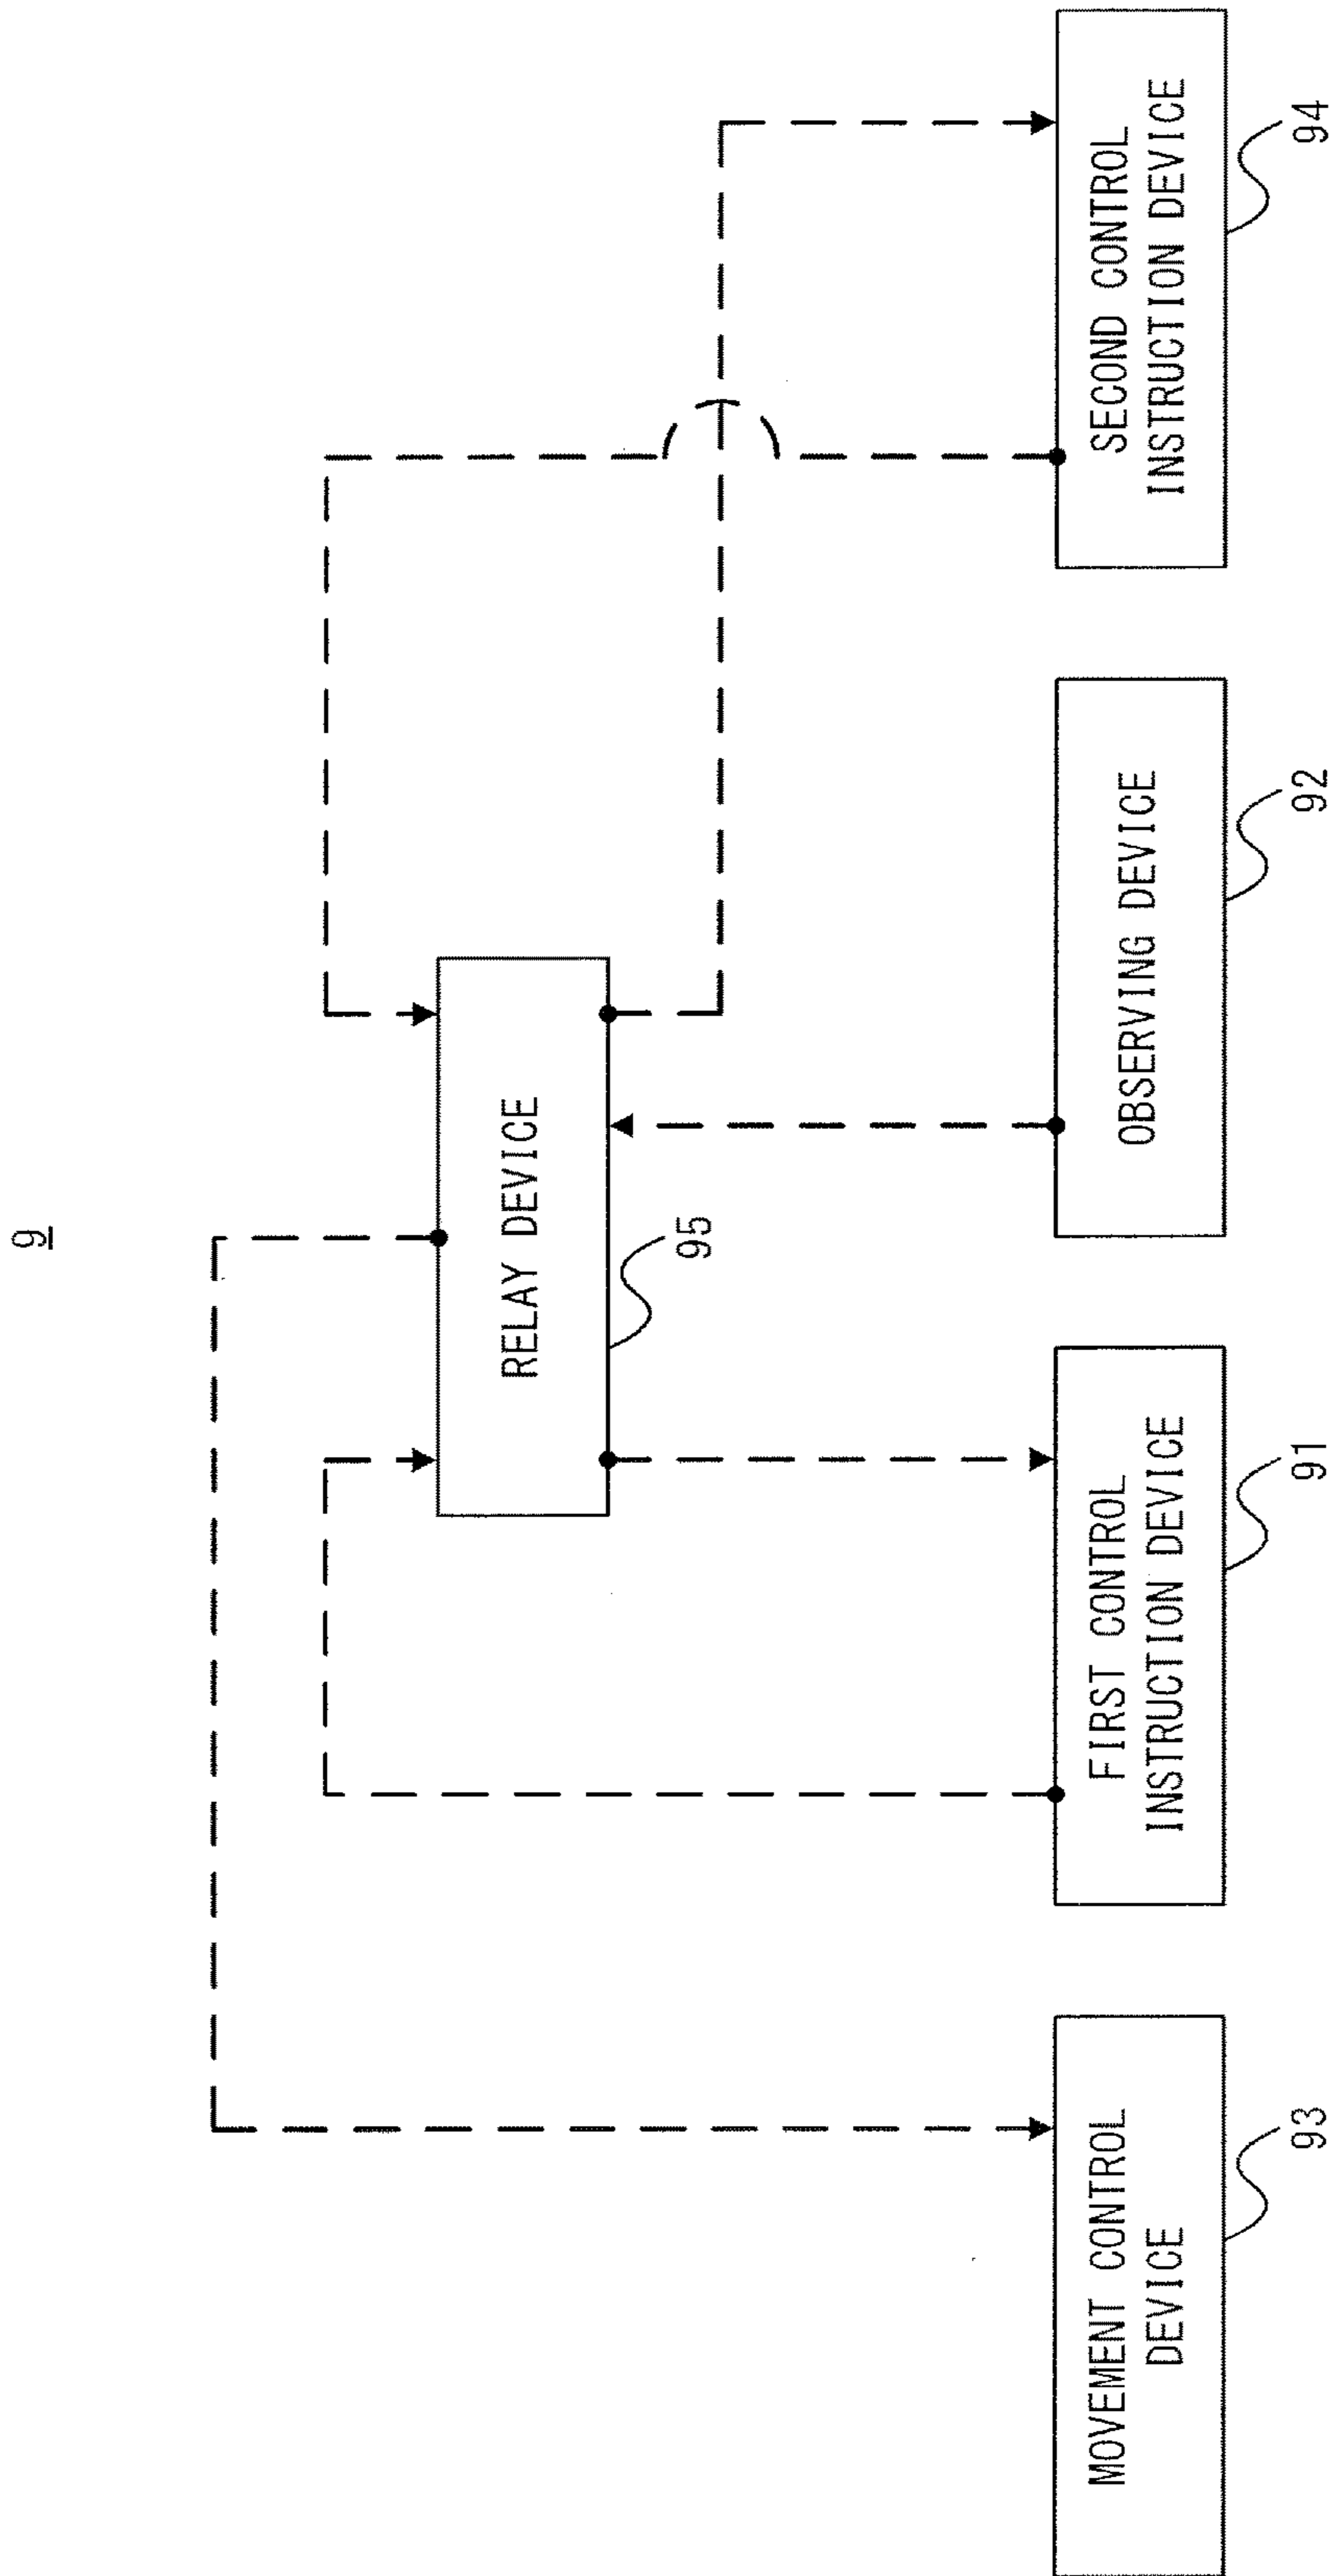 9
RELAY DEVICE
95
MOVEMENT CONTROL
DEVICE
93
FIRST CONTROL
INSTRUCTION DEVICE
91
OBSERVING DEVICE
92
SECOND CONTROL
INSTRUCTION DEVICE
94